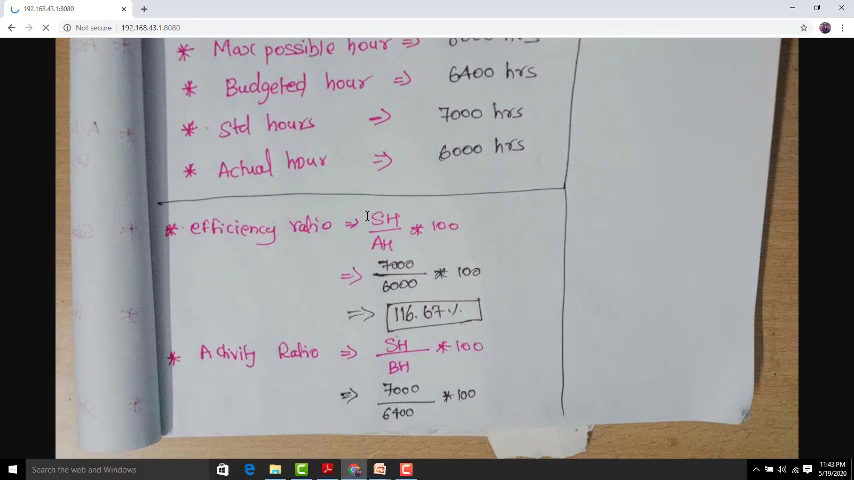 192.168.43.1:8080
Not secure | 192.168.43.1:8080
* Max possible hour =>
* Budgeted hour => 6400 hrs
* Std hours => 7000 hrs
* Actual hour => 6000 hrs
* efficiency ratio => SH/AH * 100
=> 7000/6000 * 100
=> 116.67%
* Activity Ratio => SH/BH * 100
=> 7000/6400 * 100
Search the web and Windows
11:43 PM
5/19/2020